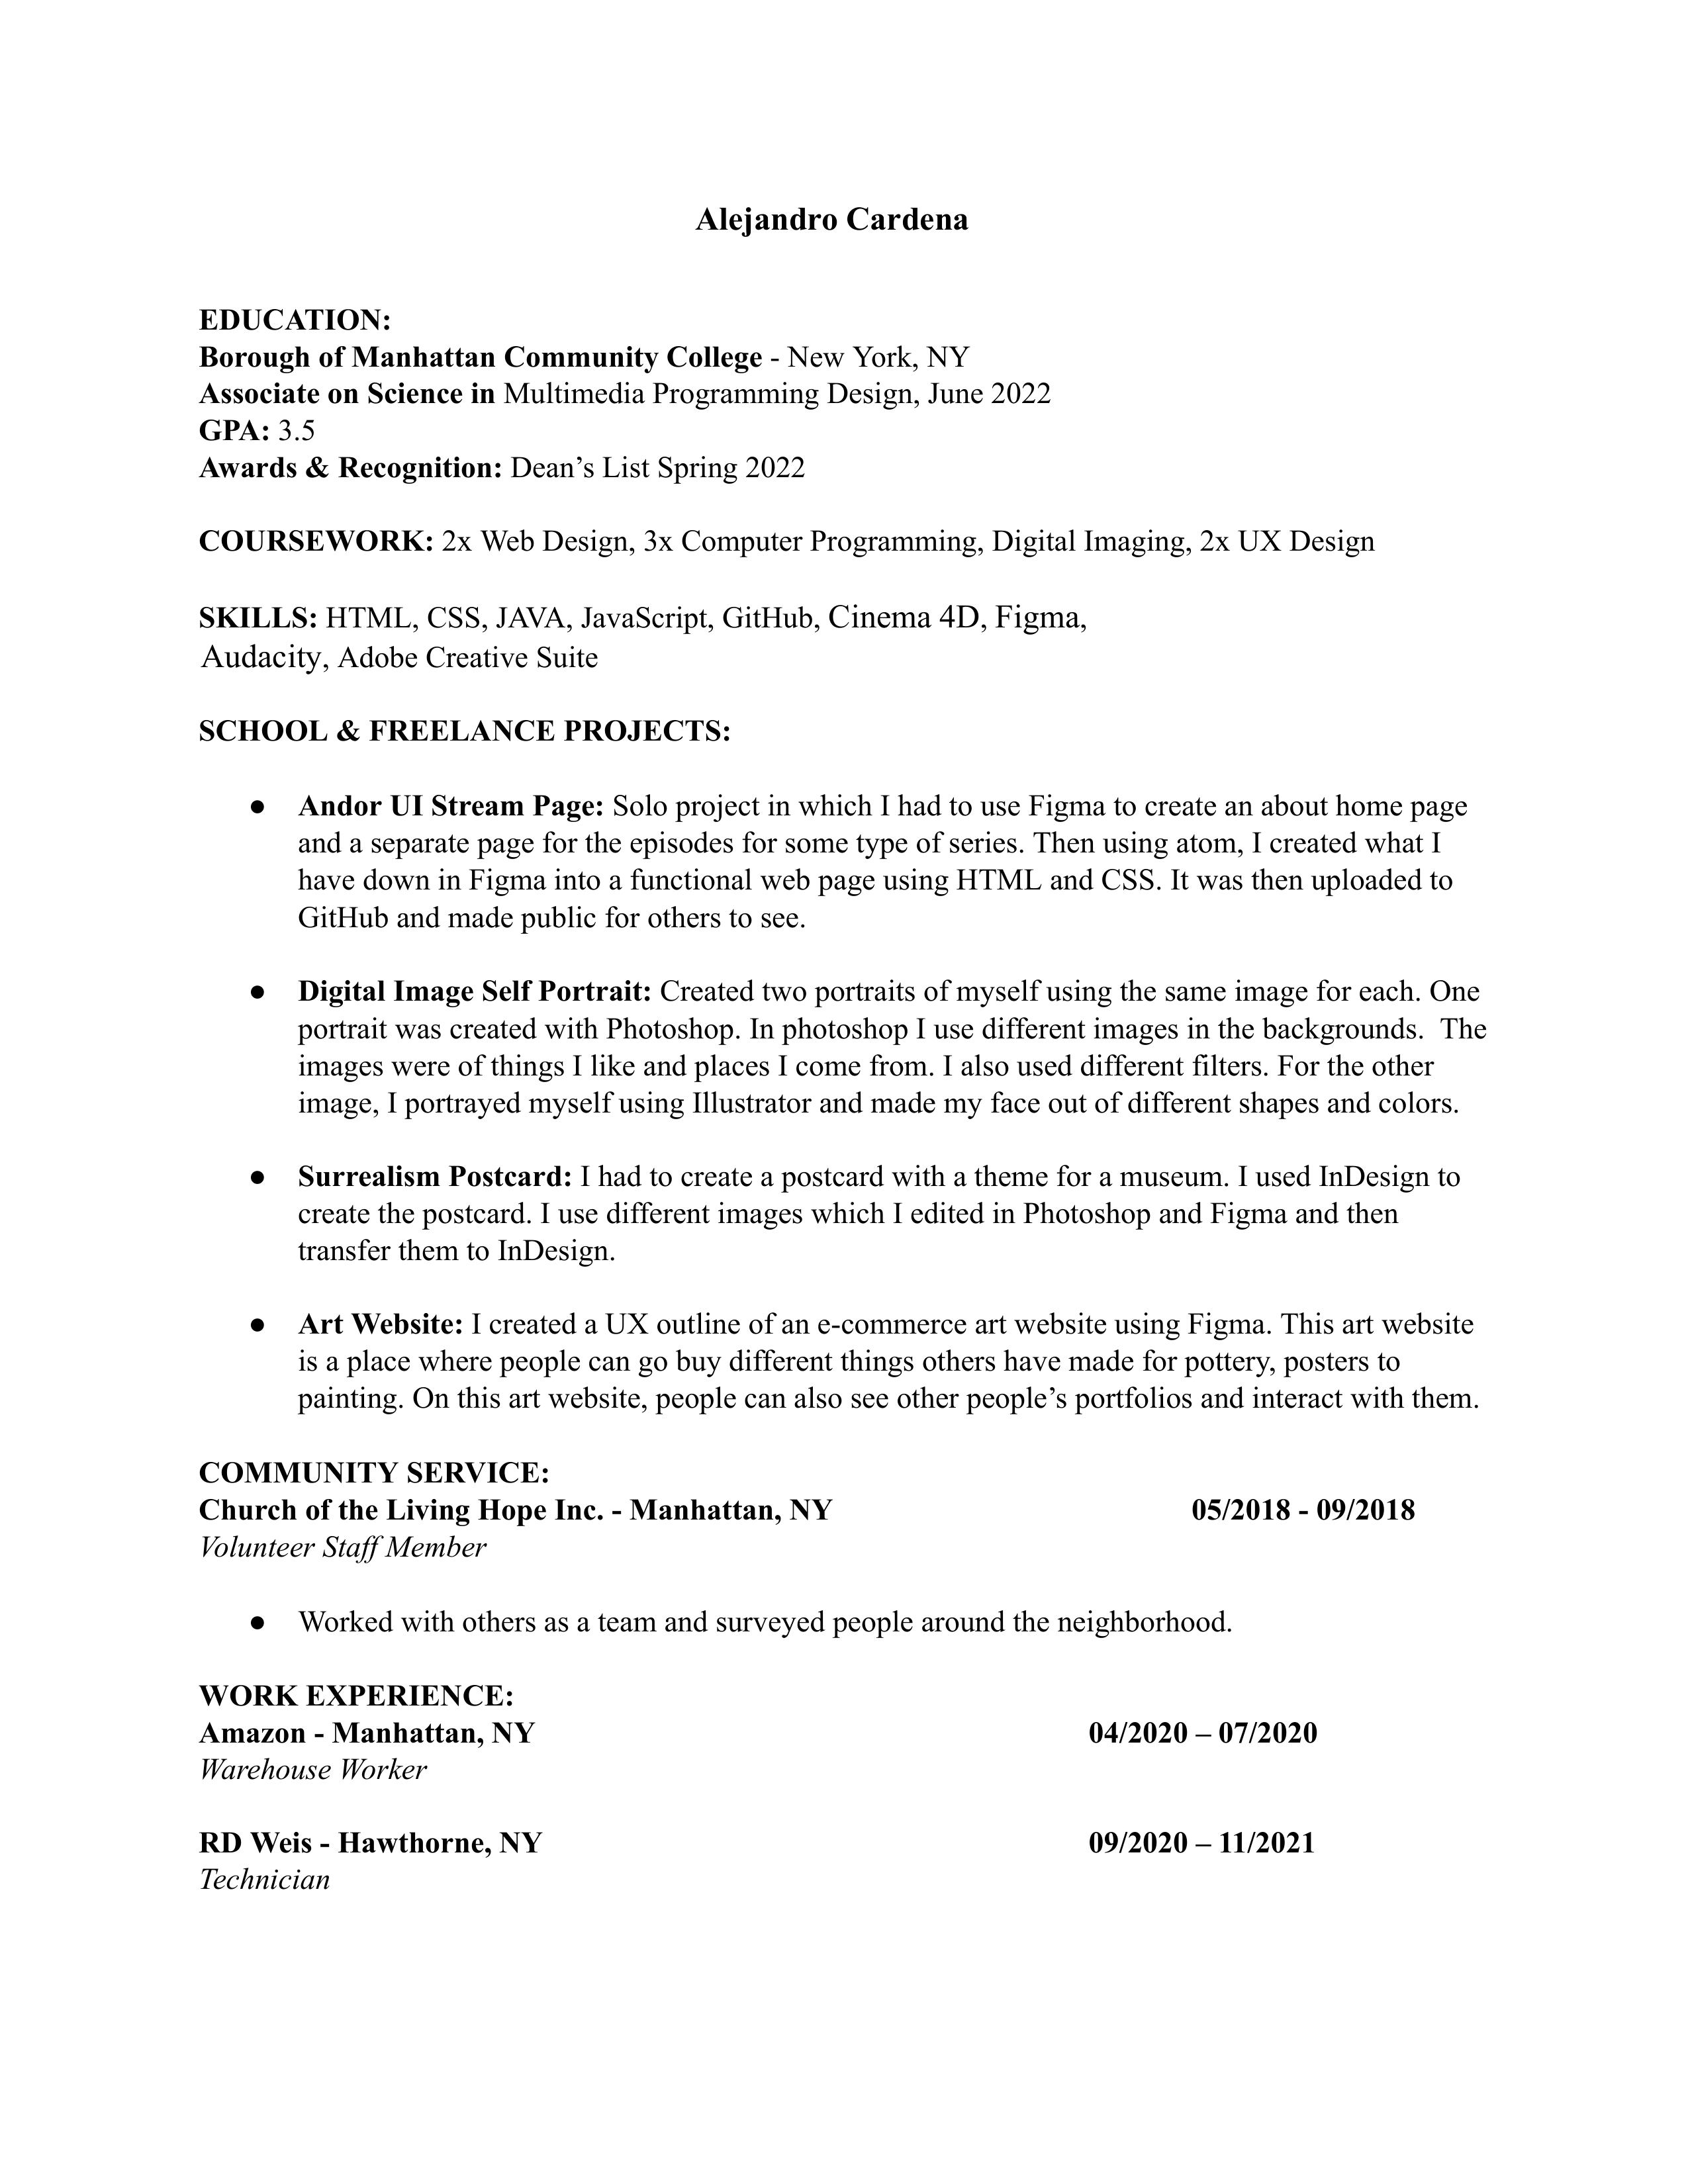 Alejandro Cardena
EDUCATION:
Borough of Manhattan Community College - New York, NY
Associate on Science in Multimedia Programming Design, June 2022
GPA: 3.5
Awards & Recognition: Dean’s List Spring 2022
COURSEWORK: 2x Web Design, 3x Computer Programming, Digital Imaging, 2x UX Design
SKILLS: HTML, CSS, JAVA, JavaScript, GitHub, Cinema 4D, Figma,
Audacity, Adobe Creative Suite
SCHOOL & FREELANCE PROJECTS:
● Andor UI Stream Page: Solo project in which I had to use Figma to create an about home page
and a separate page for the episodes for some type of series. Then using atom, I created what I
have down in Figma into a functional web page using HTML and CSS. It was then uploaded to
GitHub and made public for others to see.
● Digital Image Self Portrait: Created two portraits of myself using the same image for each. One
portrait was created with Photoshop. In photoshop I use different images in the backgrounds.  The
images were of things I like and places I come from. I also used different filters. For the other
image, I portrayed myself using Illustrator and made my face out of different shapes and colors.
● Surrealism Postcard: I had to create a postcard with a theme for a museum. I used InDesign to
create the postcard. I use different images which I edited in Photoshop and Figma and then
transfer them to InDesign.
● Art Website: I created a UX outline of an e-commerce art website using Figma. This art website
is a place where people can go buy different things others have made for pottery, posters to
painting. On this art website, people can also see other people’s portfolios and interact with them.
COMMUNITY SERVICE:
Church of the Living Hope Inc. - Manhattan, NY 05/2018 - 09/2018
Volunteer Staff Member
● Worked with others as a team and surveyed people around the neighborhood.
WORK EXPERIENCE:
Amazon - Manhattan, NY 04/2020 – 07/2020
Warehouse Worker
RD Weis - Hawthorne, NY 09/2020 – 11/2021
Technician